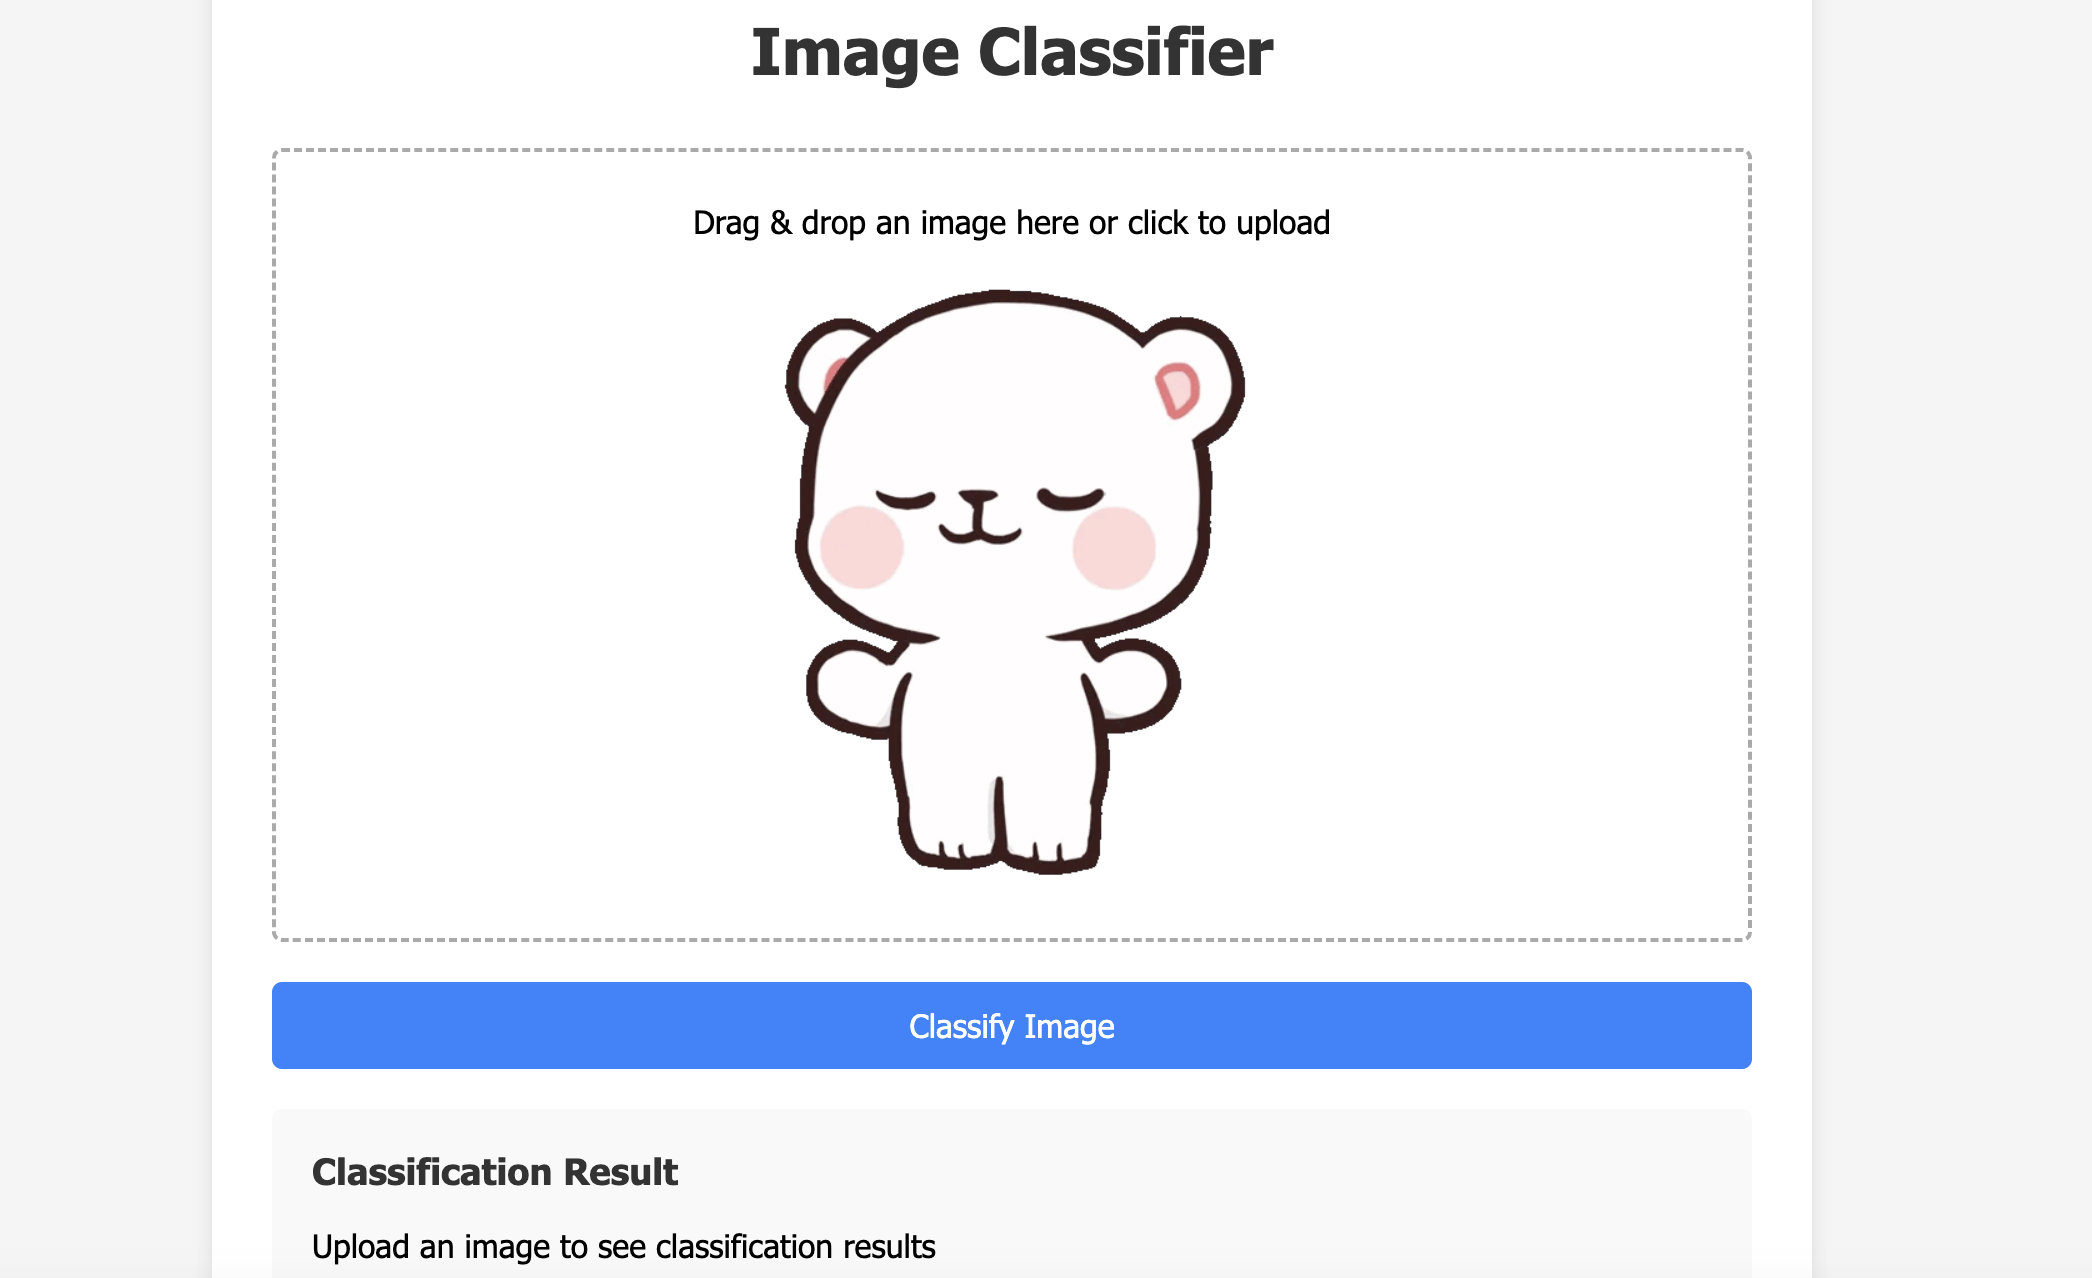 Image Classifier
Drag & drop an image here or click to upload
Classify Image
Classification Result
Upload an image to see classification results